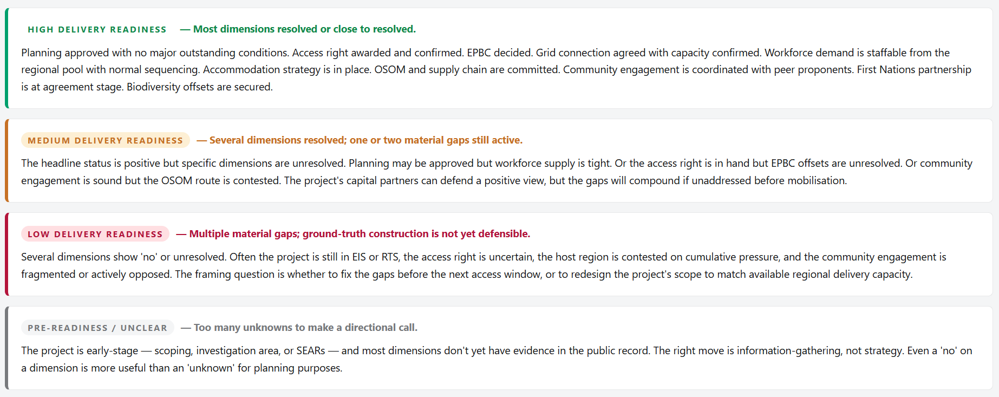 HIGH DELIVERY READINESS — Most dimensions resolved or close to resolved.
Planning approved with no major outstanding conditions. Access right awarded and confirmed. EPBC decided. Grid connection agreed with capacity confirmed. Workforce demand is staffable from the
regional pool with normal sequencing. Accommodation strategy is in place. OSOM and supply chain are committed. Community engagement is coordinated with peer proponents. First Nations partnership
is at agreement stage. Biodiversity offsets are secured.
MEDIUM DELIVERY READINESS — Several dimensions resolved; one or two material gaps still active.
The headline status is positive but specific dimensions are unresolved. Planning may be approved but workforce supply is tight. Or the access right is in hand but EPBC offsets are unresolved. Or community
engagement is sound but the OSOM route is contested. The project's capital partners can defend a positive view, but the gaps will compound if unaddressed before mobilisation.
LOW DELIVERY READINESS — Multiple material gaps; ground-truth construction is not yet defensible.
Several dimensions show 'no' or unresolved. Often the project is still in EIS or RTS, the access right is uncertain, the host region is contested on cumulative pressure, and the community engagement is
fragmented or actively opposed. The framing question is whether to fix the gaps before the next access window, or to redesign the project's scope to match available regional delivery capacity.
PRE-READINESS / UNCLEAR — Too many unknowns to make a directional call.
The project is early-stage — scoping, investigation area, or SEARs — and most dimensions don't yet have evidence in the public record. The right move is information-gathering, not strategy. Even a 'no' on
a dimension is more useful than an 'unknown' for planning purposes.